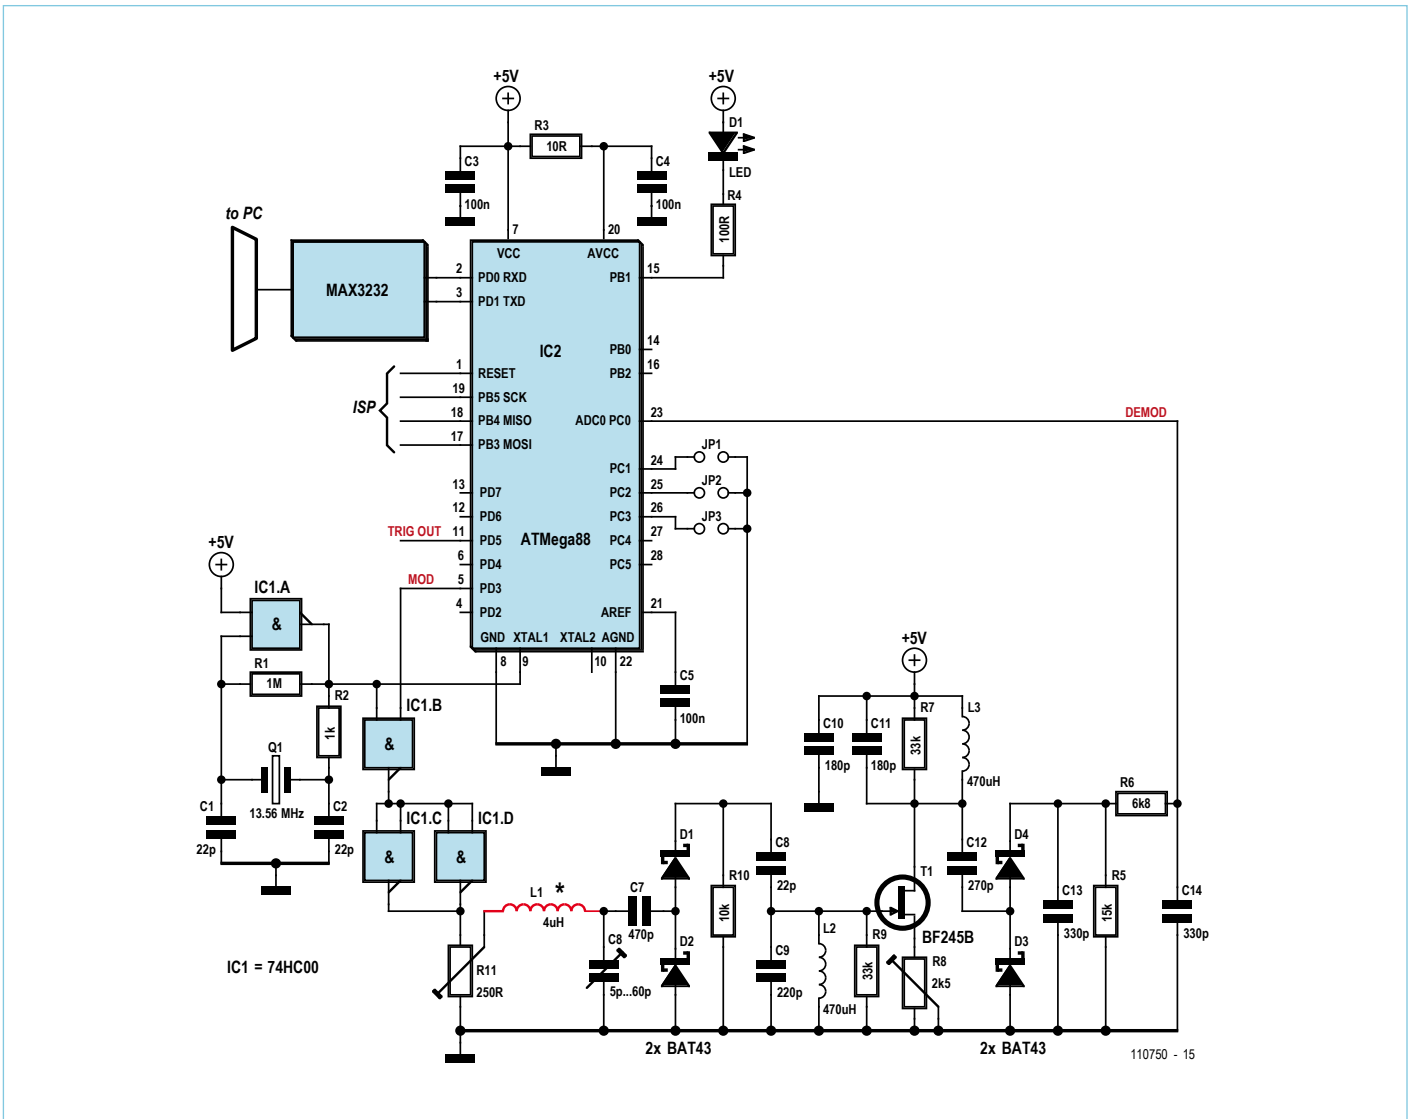 +5V
+5V
D1
LED
R3
10R
C3
100n
C4
100n
R4
100R
to PC
MAX3232
7
20
VCC
AVCC
2
PD0 RXD
PB1
15
3
PD1 TXD
IC2
PB0
14
1
RESET
PB2
16
ISP
19
PB5 SCK
18
PB4 MISO
ADC0 PC0
23
DEMOD
17
PB3 MOSI
PC1
24
JP1
13
PD7
PC2
25
JP2
12
PD6
PC3
26
JP3
TRIG OUT
11
PD5
ATMega88
PC4
27
6
PD4
PC5
28
MOD
5
PD3
4
PD2
AREF
21
GND
XTAL1
XTAL2
AGND
8
9
10
22
C5
100n
+5V
IC1.A
&
R1
1M
R2
1k
Q1
13.56 MHz
C1
22p
C2
22p
IC1.B
&
IC1.C
&
IC1.D
&
IC1 = 74HC00
R11
250R
L1
*
4uH
C8
5p...60p
C7
470p
D1
D2
2x BAT43
R10
10k
C8
22p
C9
220p
L2
470uH
R9
33k
+5V
C10
180p
C11
180p
R7
33k
L3
470uH
T1
BF245B
R8
2k5
C12
270p
D4
D3
2x BAT43
C13
330p
R5
15k
R6
6k8
C14
330p
110750 - 15